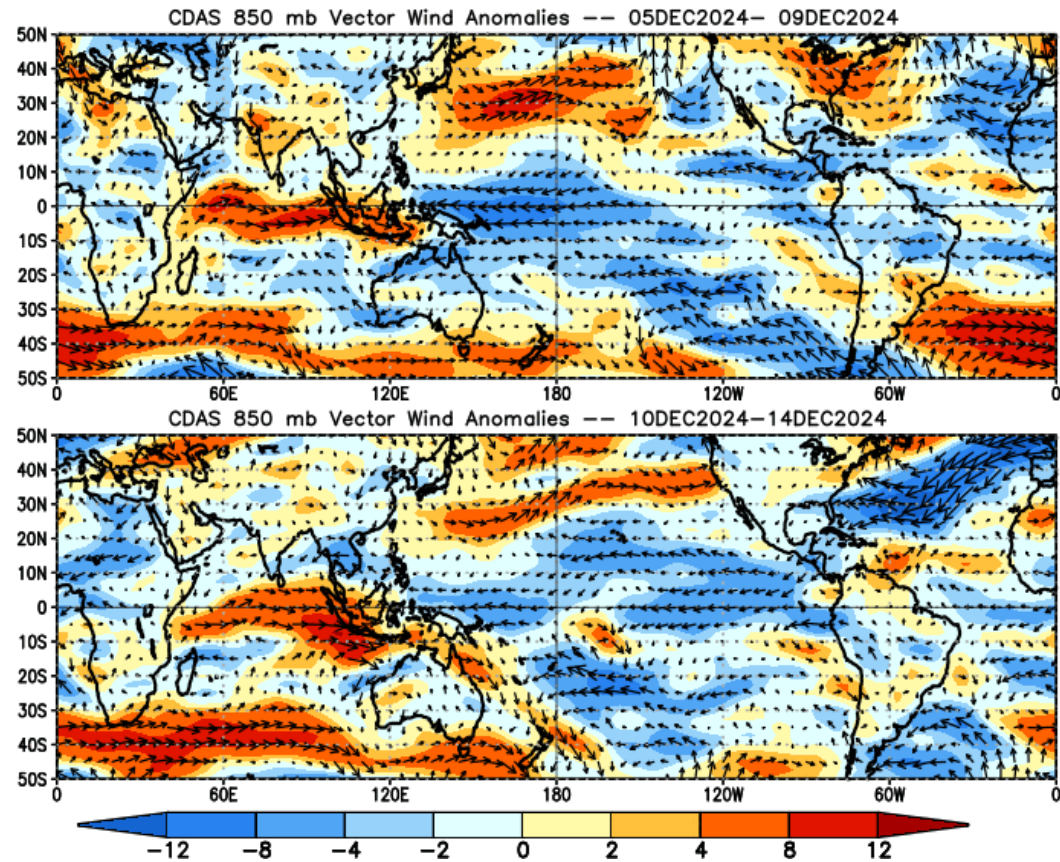 CDAS 850 mb Vector Wind Anomalies -- 05DEC2024- 09DEC2024
50N
40N
30N
20N
10N
0
10S
20S
30S
40S
50S
0 60E 120E 180 120W 60W 0
CDAS 850 mb Vector Wind Anomalies -- 10DEC2024-14DEC2024
50N
40N
30N
20N
10N
0
10S
20S
30S
40S
50S
0 60E 120E 180 120W 60W 0
-12 -8 -4 -2 0 2 4 8 12